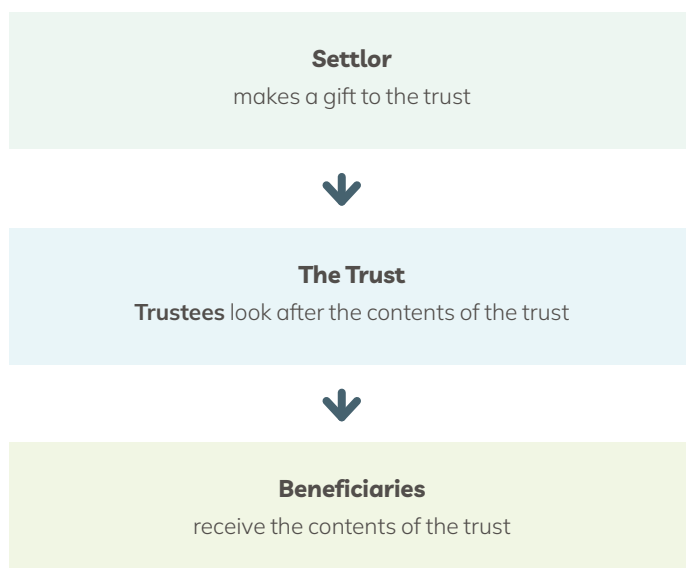 Settlor
makes a gift to the trust
The Trust
Trustees look after the contents of the trust
Beneficiaries
receive the contents of the trust